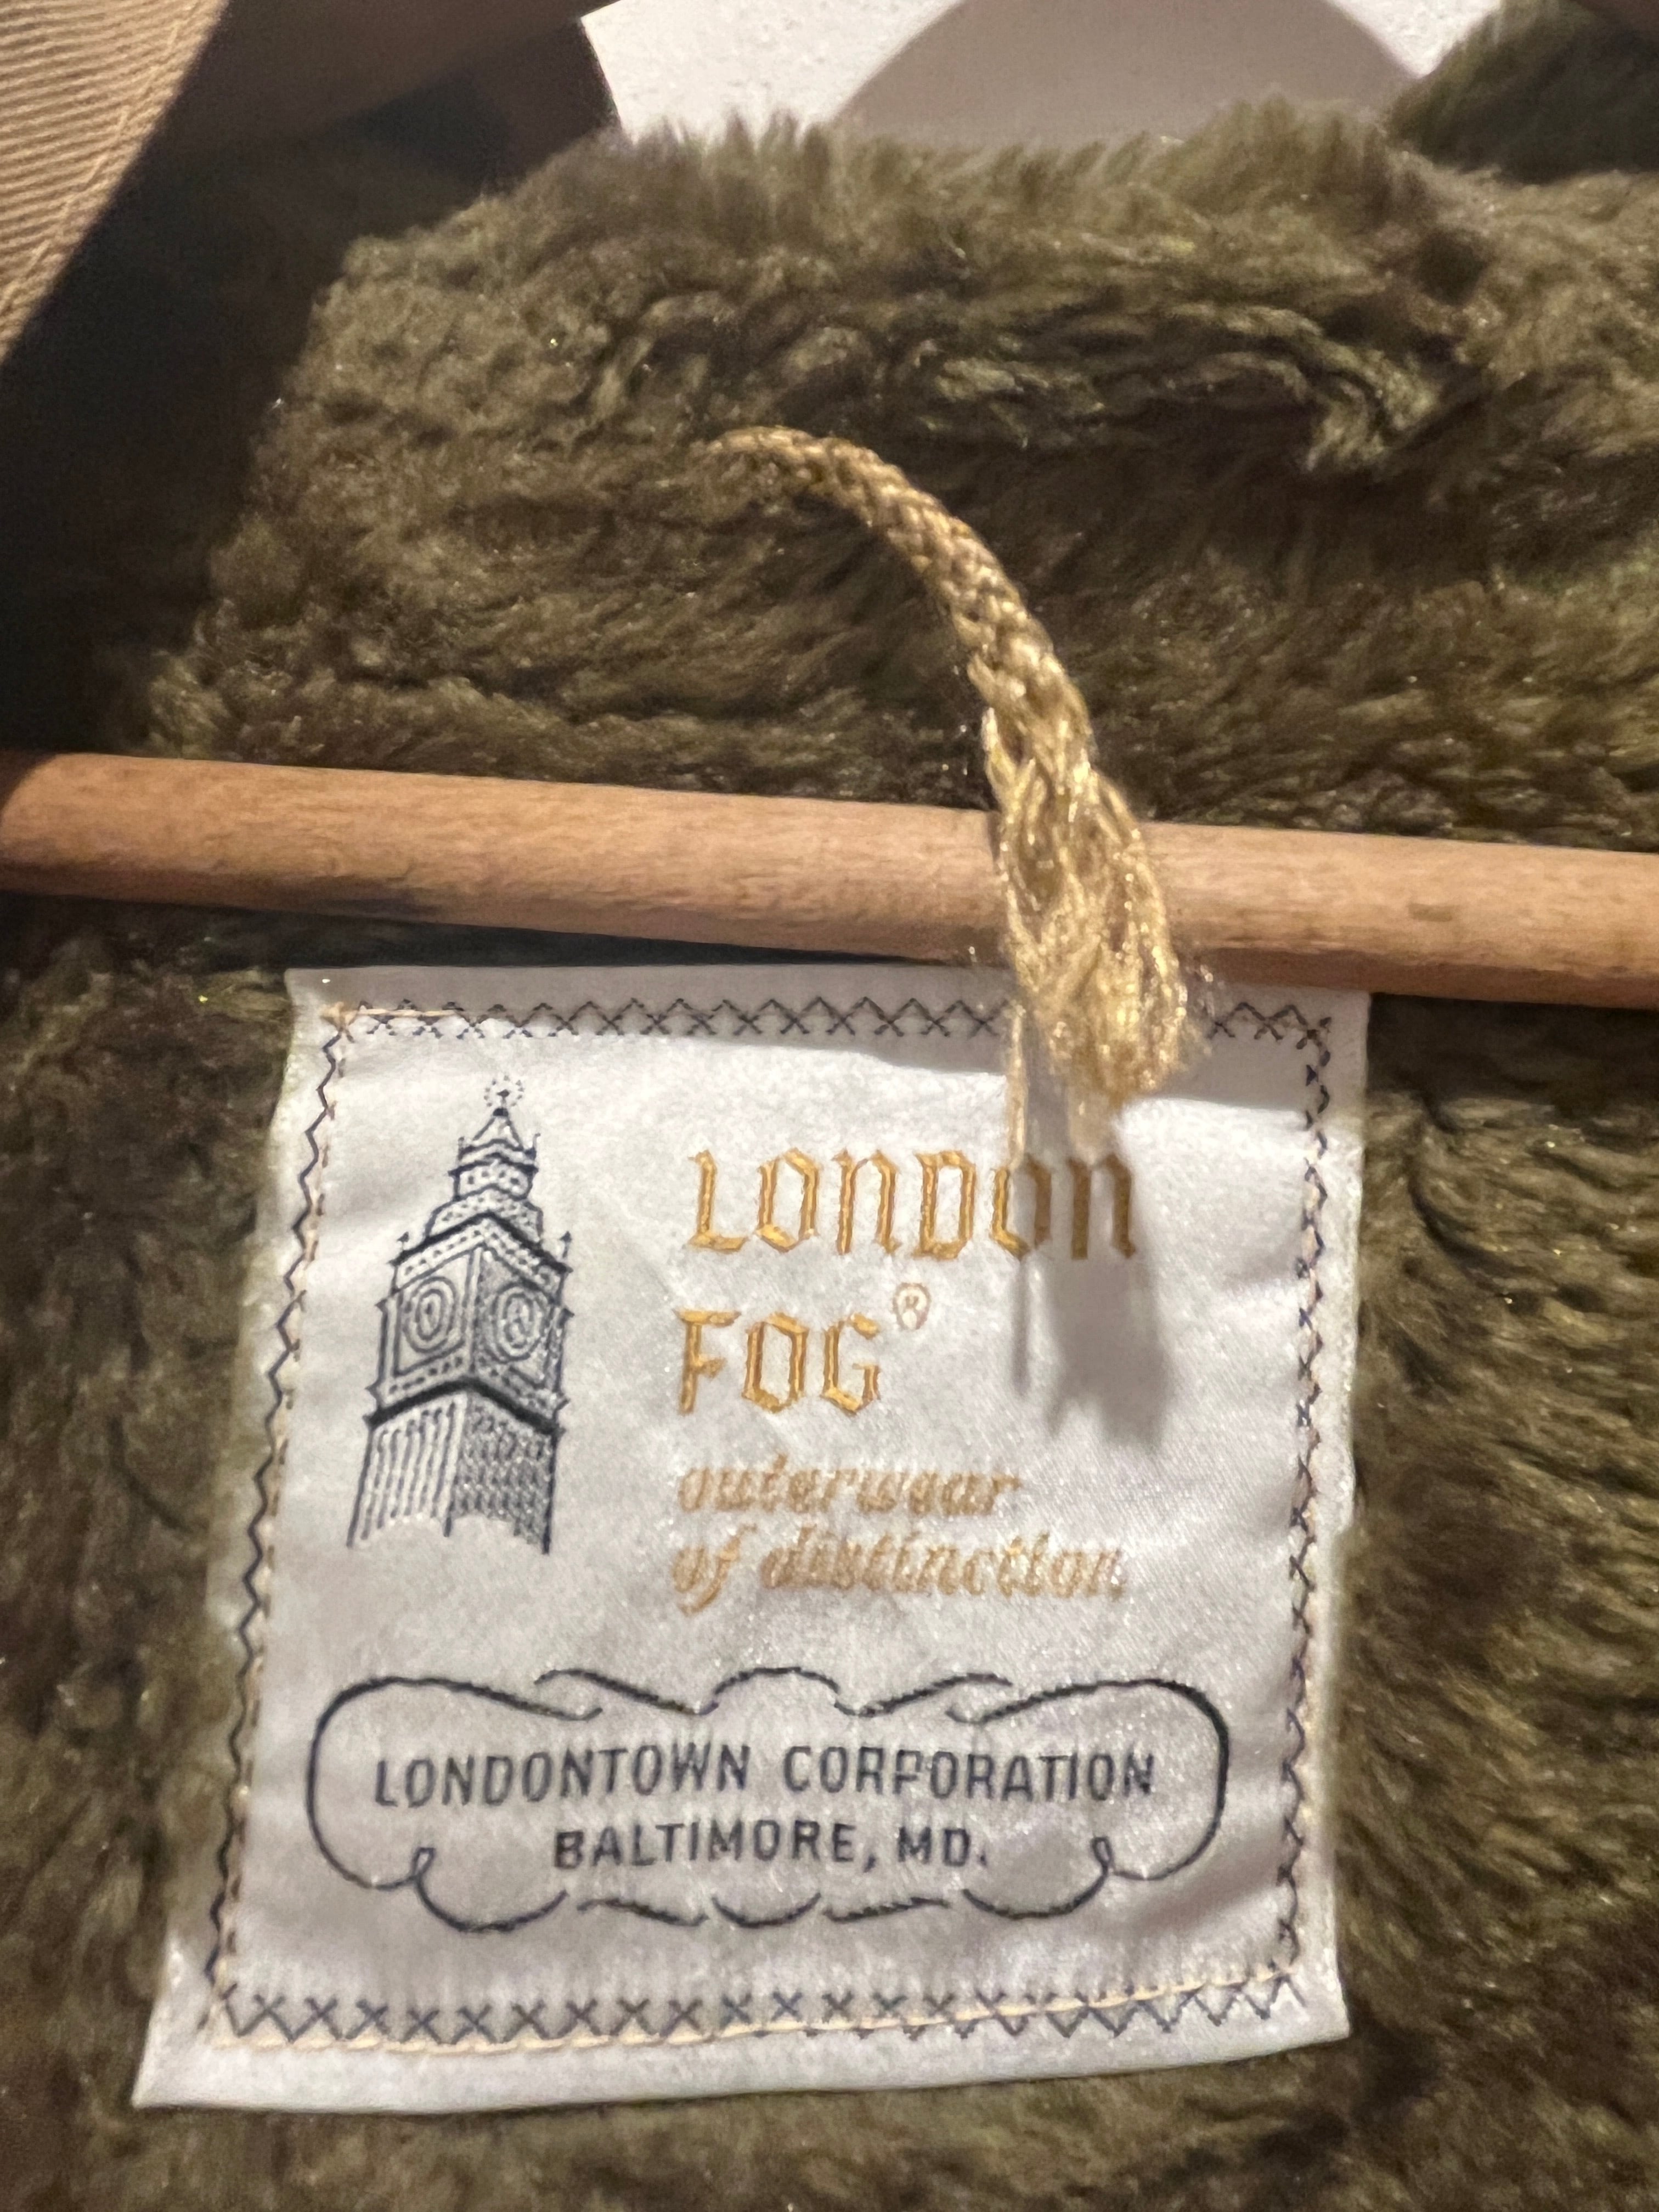 LONDON
FOG®
outerwear
of distinction
LONDONTOWN CORPORATION
BALTIMORE, MD.